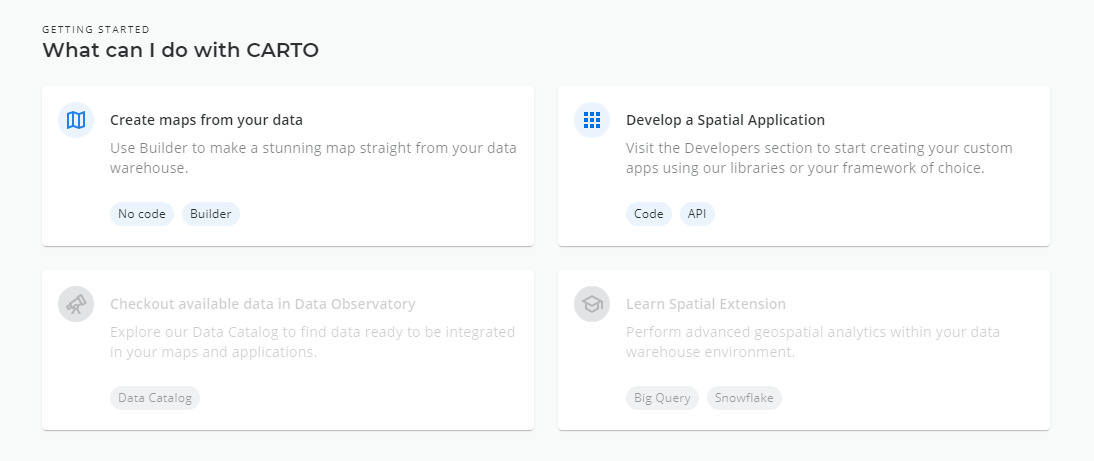 GETTING STARTED
What can I do with CARTO
Create maps from your data
Use Builder to make a stunning map straight from your data
warehouse.
No code
Builder
Develop a Spatial Application
Visit the Developers section to start creating your custom
apps using our libraries or your framework of choice.
Code
API
Checkout available data in Data Observatory
Explore our Data Catalog to find data ready to be integrated
in your maps and applications.
Data Catalog
Learn Spatial Extension
Perform advanced geospatial analytics within your data
warehouse environment.
Big Query
Snowflake